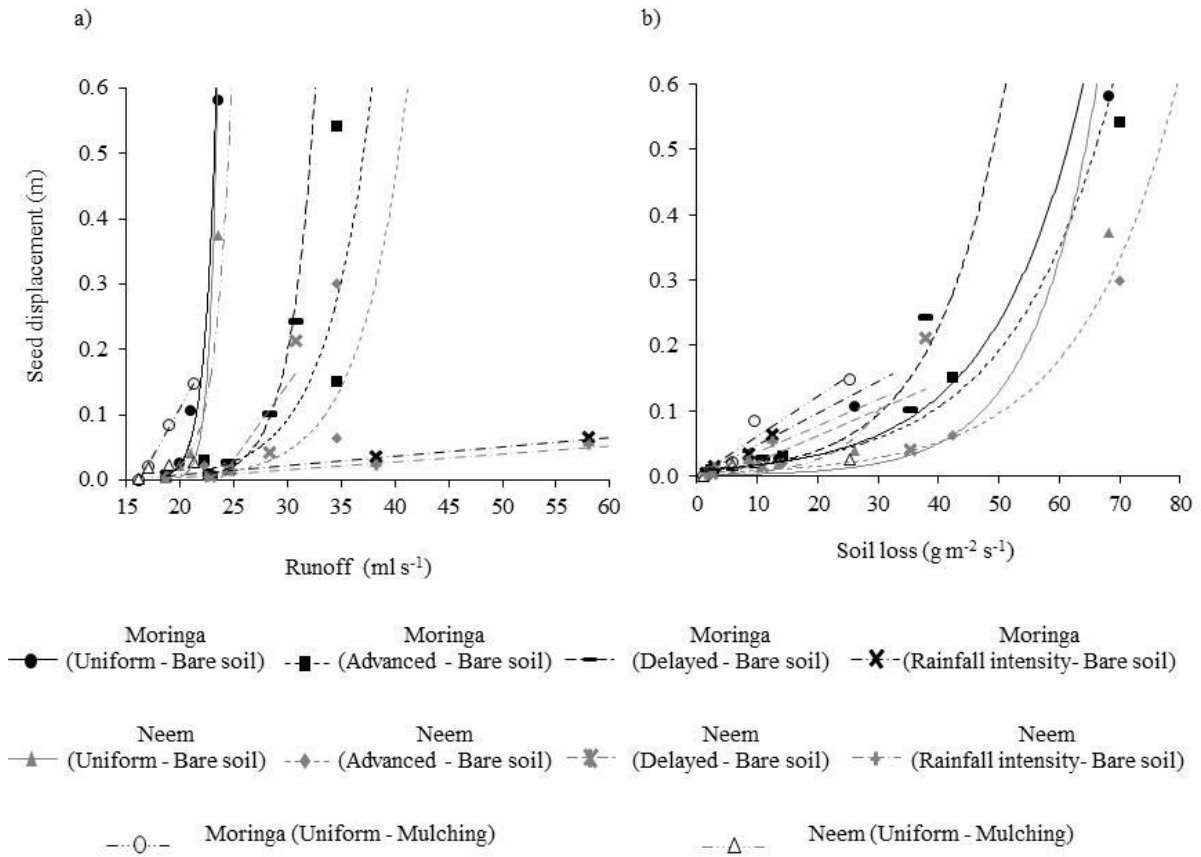 a)
b)
0.6
0.5
0.4
0.3
0.2
0.1
0.0
Seed displacement (m)
15 20 25 30 35 40 45 50 55 60
Runoff (ml s⁻¹)
0.6
0.5
0.4
0.3
0.2
0.1
0.0
0 10 20 30 40 50 60 70 80
Soil loss (g m⁻² s⁻¹)
Moringa
(Uniform - Bare soil)
Moringa
(Advanced - Bare soil)
Moringa
(Delayed - Bare soil)
Moringa
(Rainfall intensity- Bare soil)
Neem
(Uniform - Bare soil)
Neem
(Advanced - Bare soil)
Neem
(Delayed - Bare soil)
Neem
(Rainfall intensity- Bare soil)
Moringa (Uniform - Mulching)
Neem (Uniform - Mulching)